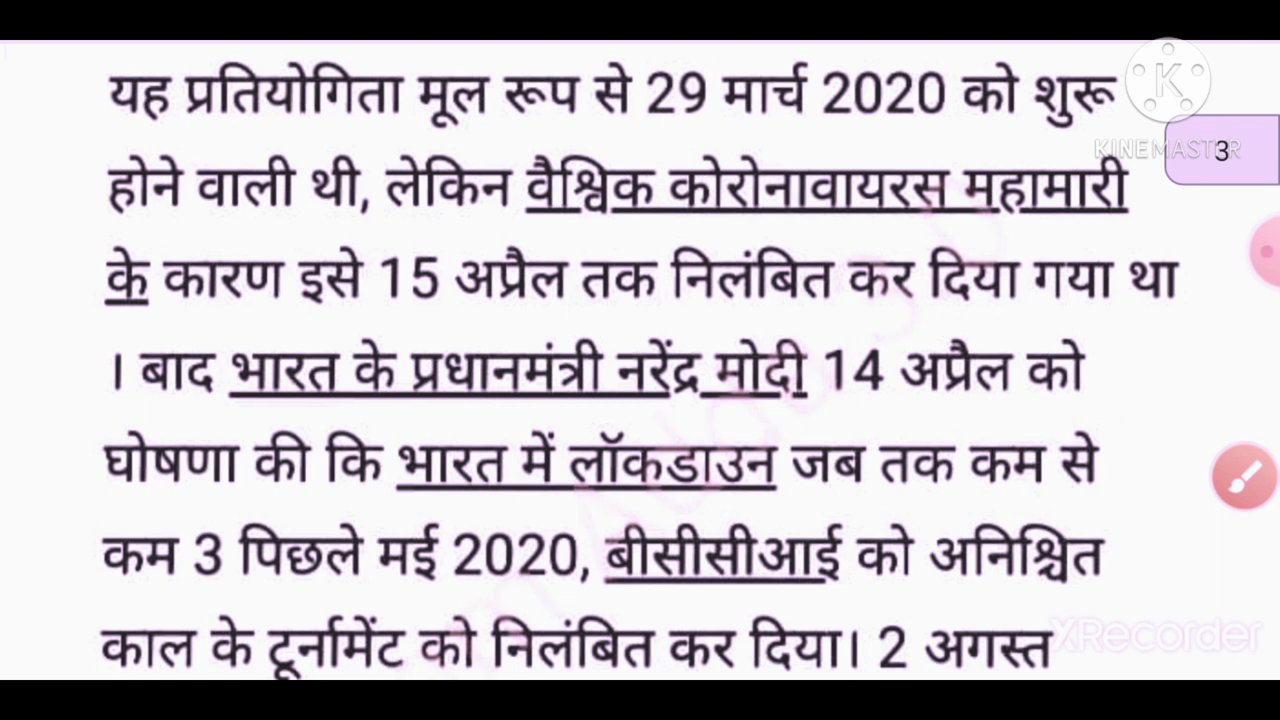 यह प्रतियोगिता मूल रूप से 29 मार्च 2020 को शुरू
होने वाली थी, लेकिन वैश्विक कोरोनावायरस महामारी
के कारण इसे 15 अप्रैल तक निलंबित कर दिया गया था
। बाद भारत के प्रधानमंत्री नरेंद्र मोदी 14 अप्रैल को
घोषणा की कि भारत में लॉकडाउन जब तक कम से
कम 3 पिछले मई 2020, बीसीसीआई को अनिश्चित
काल के टूर्नामेंट को निलंबित कर दिया। 2 अगस्त
K
KINEMASTER
3
XRecorder